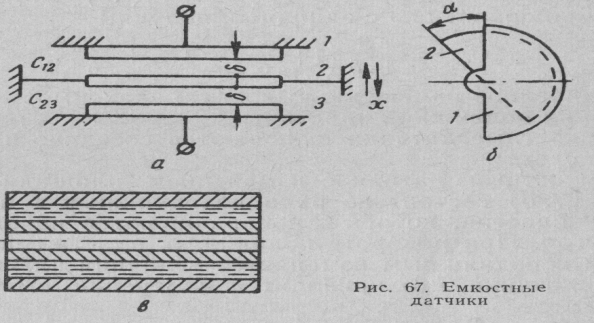 C₁₂
C₂₃
δ
δ
1
2
3
x
а
α
2
1
б
в
Рис. 67. Емкостные
датчики